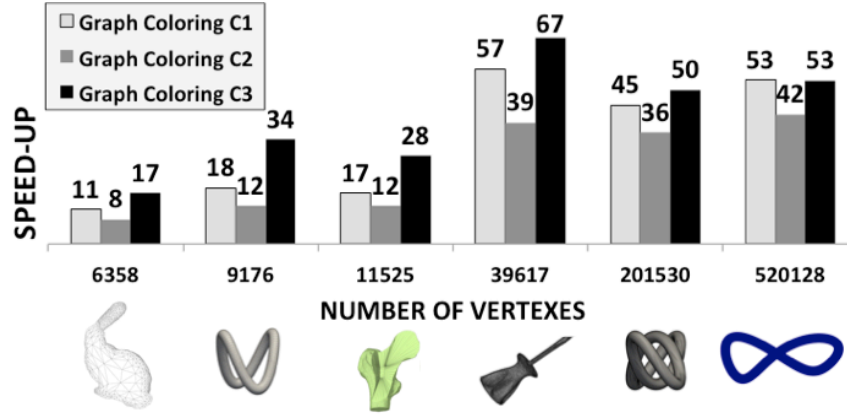 Graph Coloring C1
Graph Coloring C2
Graph Coloring C3
SPEED-UP
11 8 17
18 12 34
17 12 28
57 39 67
45 36 50
53 42 53
6358 9176 11525 39617 201530 520128
NUMBER OF VERTEXES